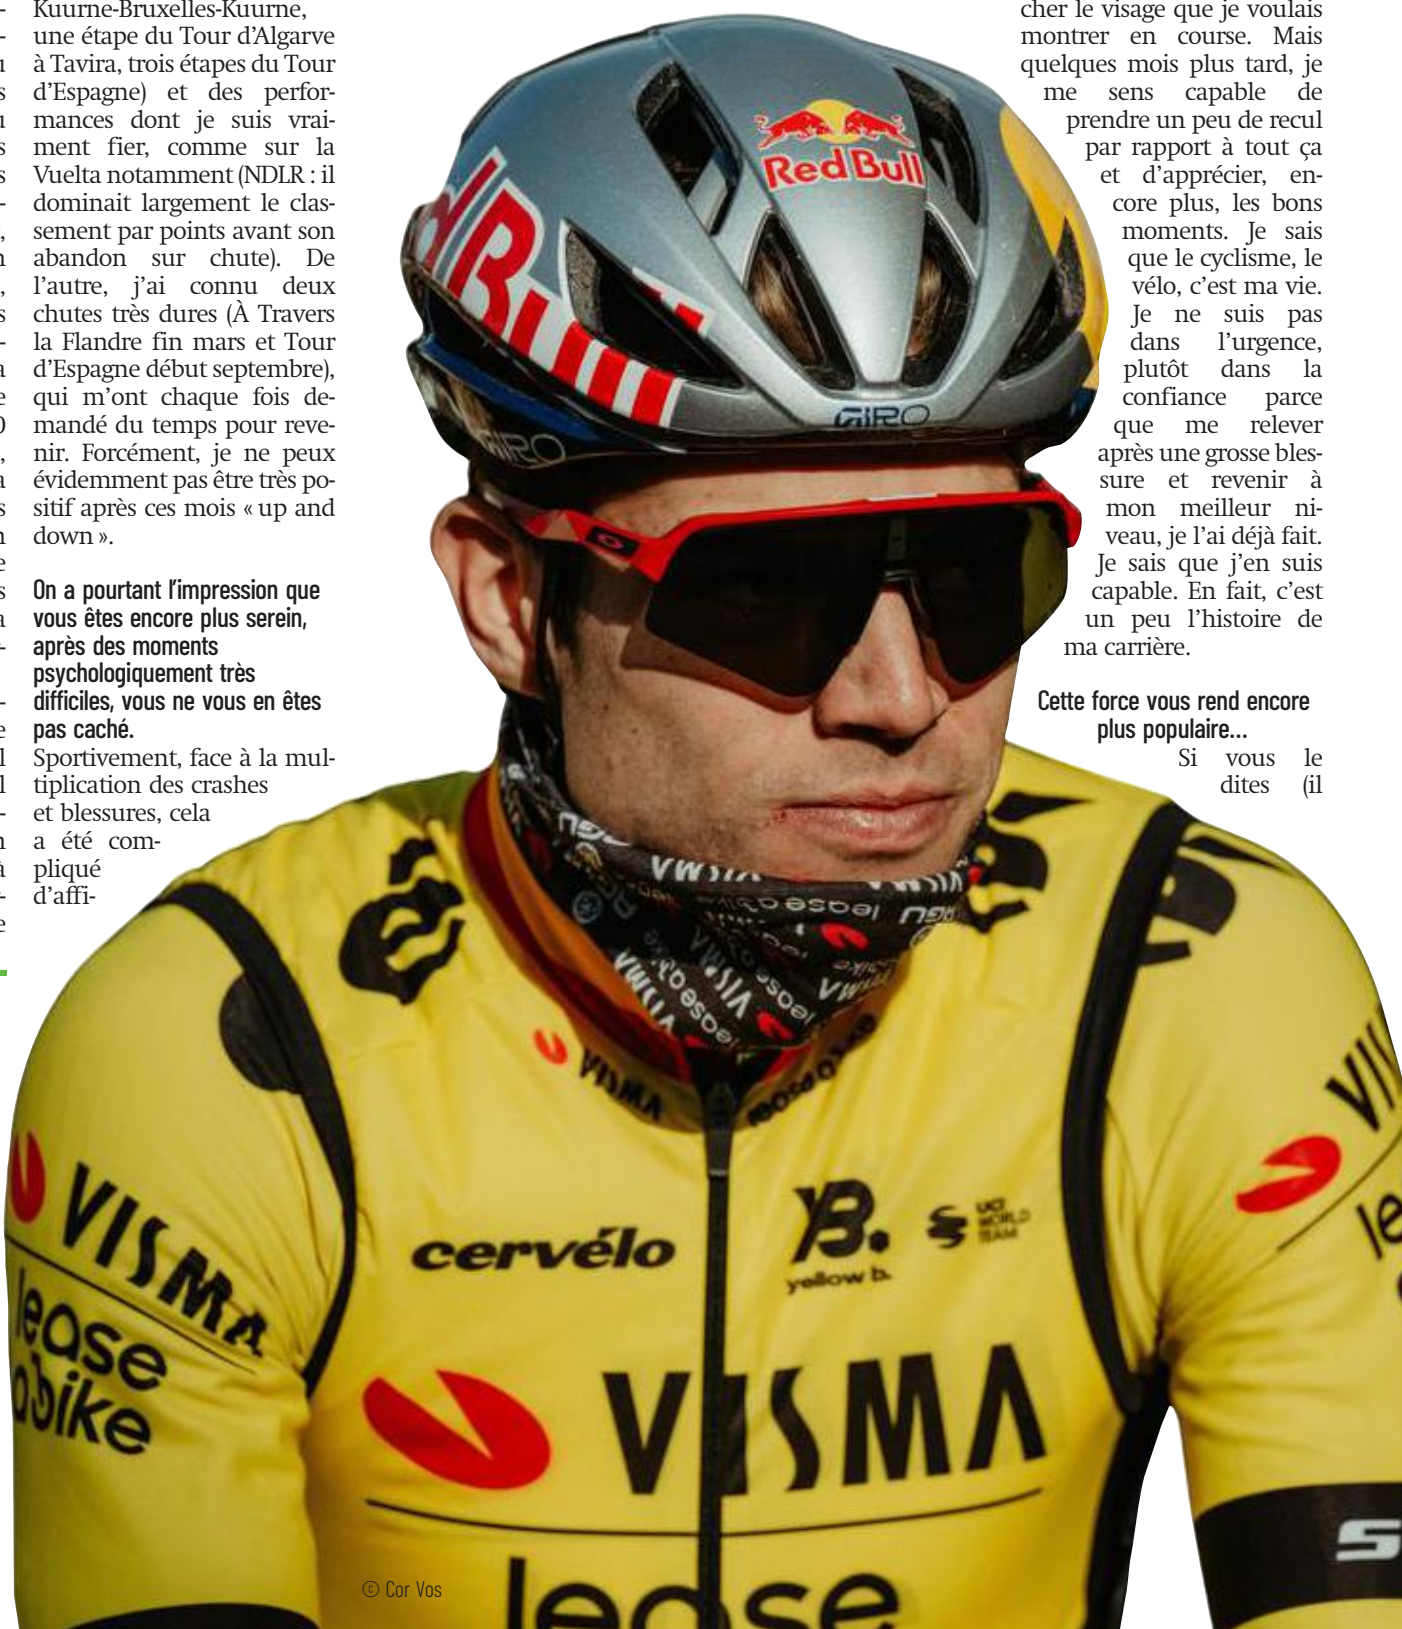 Kuurne-Bruxelles-Kuurne,
une étape du Tour d'Algarve
à Tavira, trois étapes du Tour
d'Espagne) et des perfor-
mances dont je suis vrai-
ment fier, comme sur la
Vuelta notamment (NDLR : il
dominait largement le clas-
sement par points avant son
abandon sur chute). De
l'autre, j'ai connu deux
chutes très dures (À Travers
la Flandre fin mars et Tour
d'Espagne début septembre),
qui m'ont chaque fois de-
mandé du temps pour reve-
nir. Forcément, je ne peux
évidemment pas être très po-
sitif après ces mois « up and
down ».
On a pourtant l'impression que
vous êtes encore plus serein,
après des moments
psychologiquement très
difficiles, vous ne vous en êtes
pas caché.
Sportivement, face à la mul-
tiplication des crashes
et blessures, cela
a été com-
pliqué
d'affi-
cher le visage que je voulais
montrer en course. Mais
quelques mois plus tard, je
me sens capable de
prendre un peu de recul
par rapport à tout ça
et d'apprécier, en-
core plus, les bons
moments. Je sais
que le cyclisme, le
vélo, c'est ma vie.
Je ne suis pas
dans l'urgence,
plutôt dans la
confiance parce
que me relever
après une grosse bles-
sure et revenir à
mon meilleur ni-
veau, je l'ai déjà fait.
Je sais que j'en suis
capable. En fait, c'est
un peu l'histoire de
ma carrière.
Cette force vous rend encore
plus populaire...
Si vous le
dites (il
Red Bull
Bull
GIRO
GIRO
VISMA
cervélo
YB.
yellow b.
UCI
WORLD
TEAM
VISMA
lease
a bike
VISMA
lease
© Cor Vos